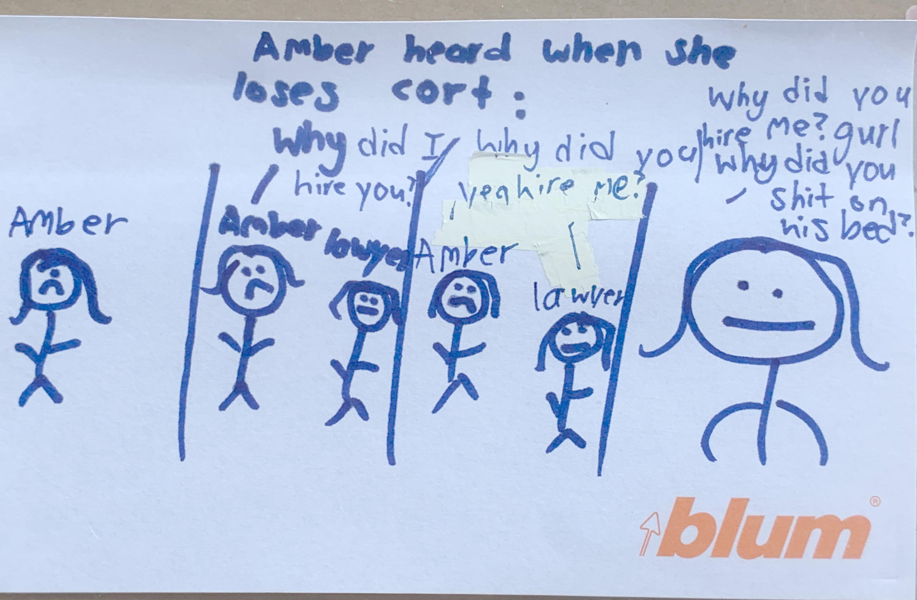 Amber heard when she
loses cort:
Amber
Why did I
hire you?
Amber lawyer
Why did you
yea hire me?
Amber
lawyer
Why did you
hire me? gurl
Why did you
shit on
his bed?
blum®